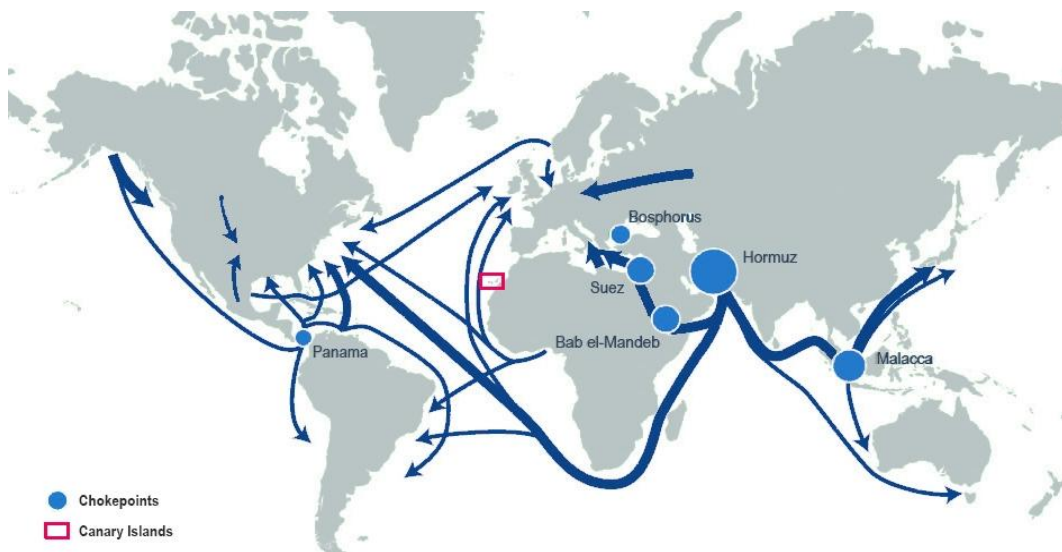 Bosphorus
Hormuz
Suez
Bab el-Mandeb
Panama
Malacca
Chokepoints
Canary Islands